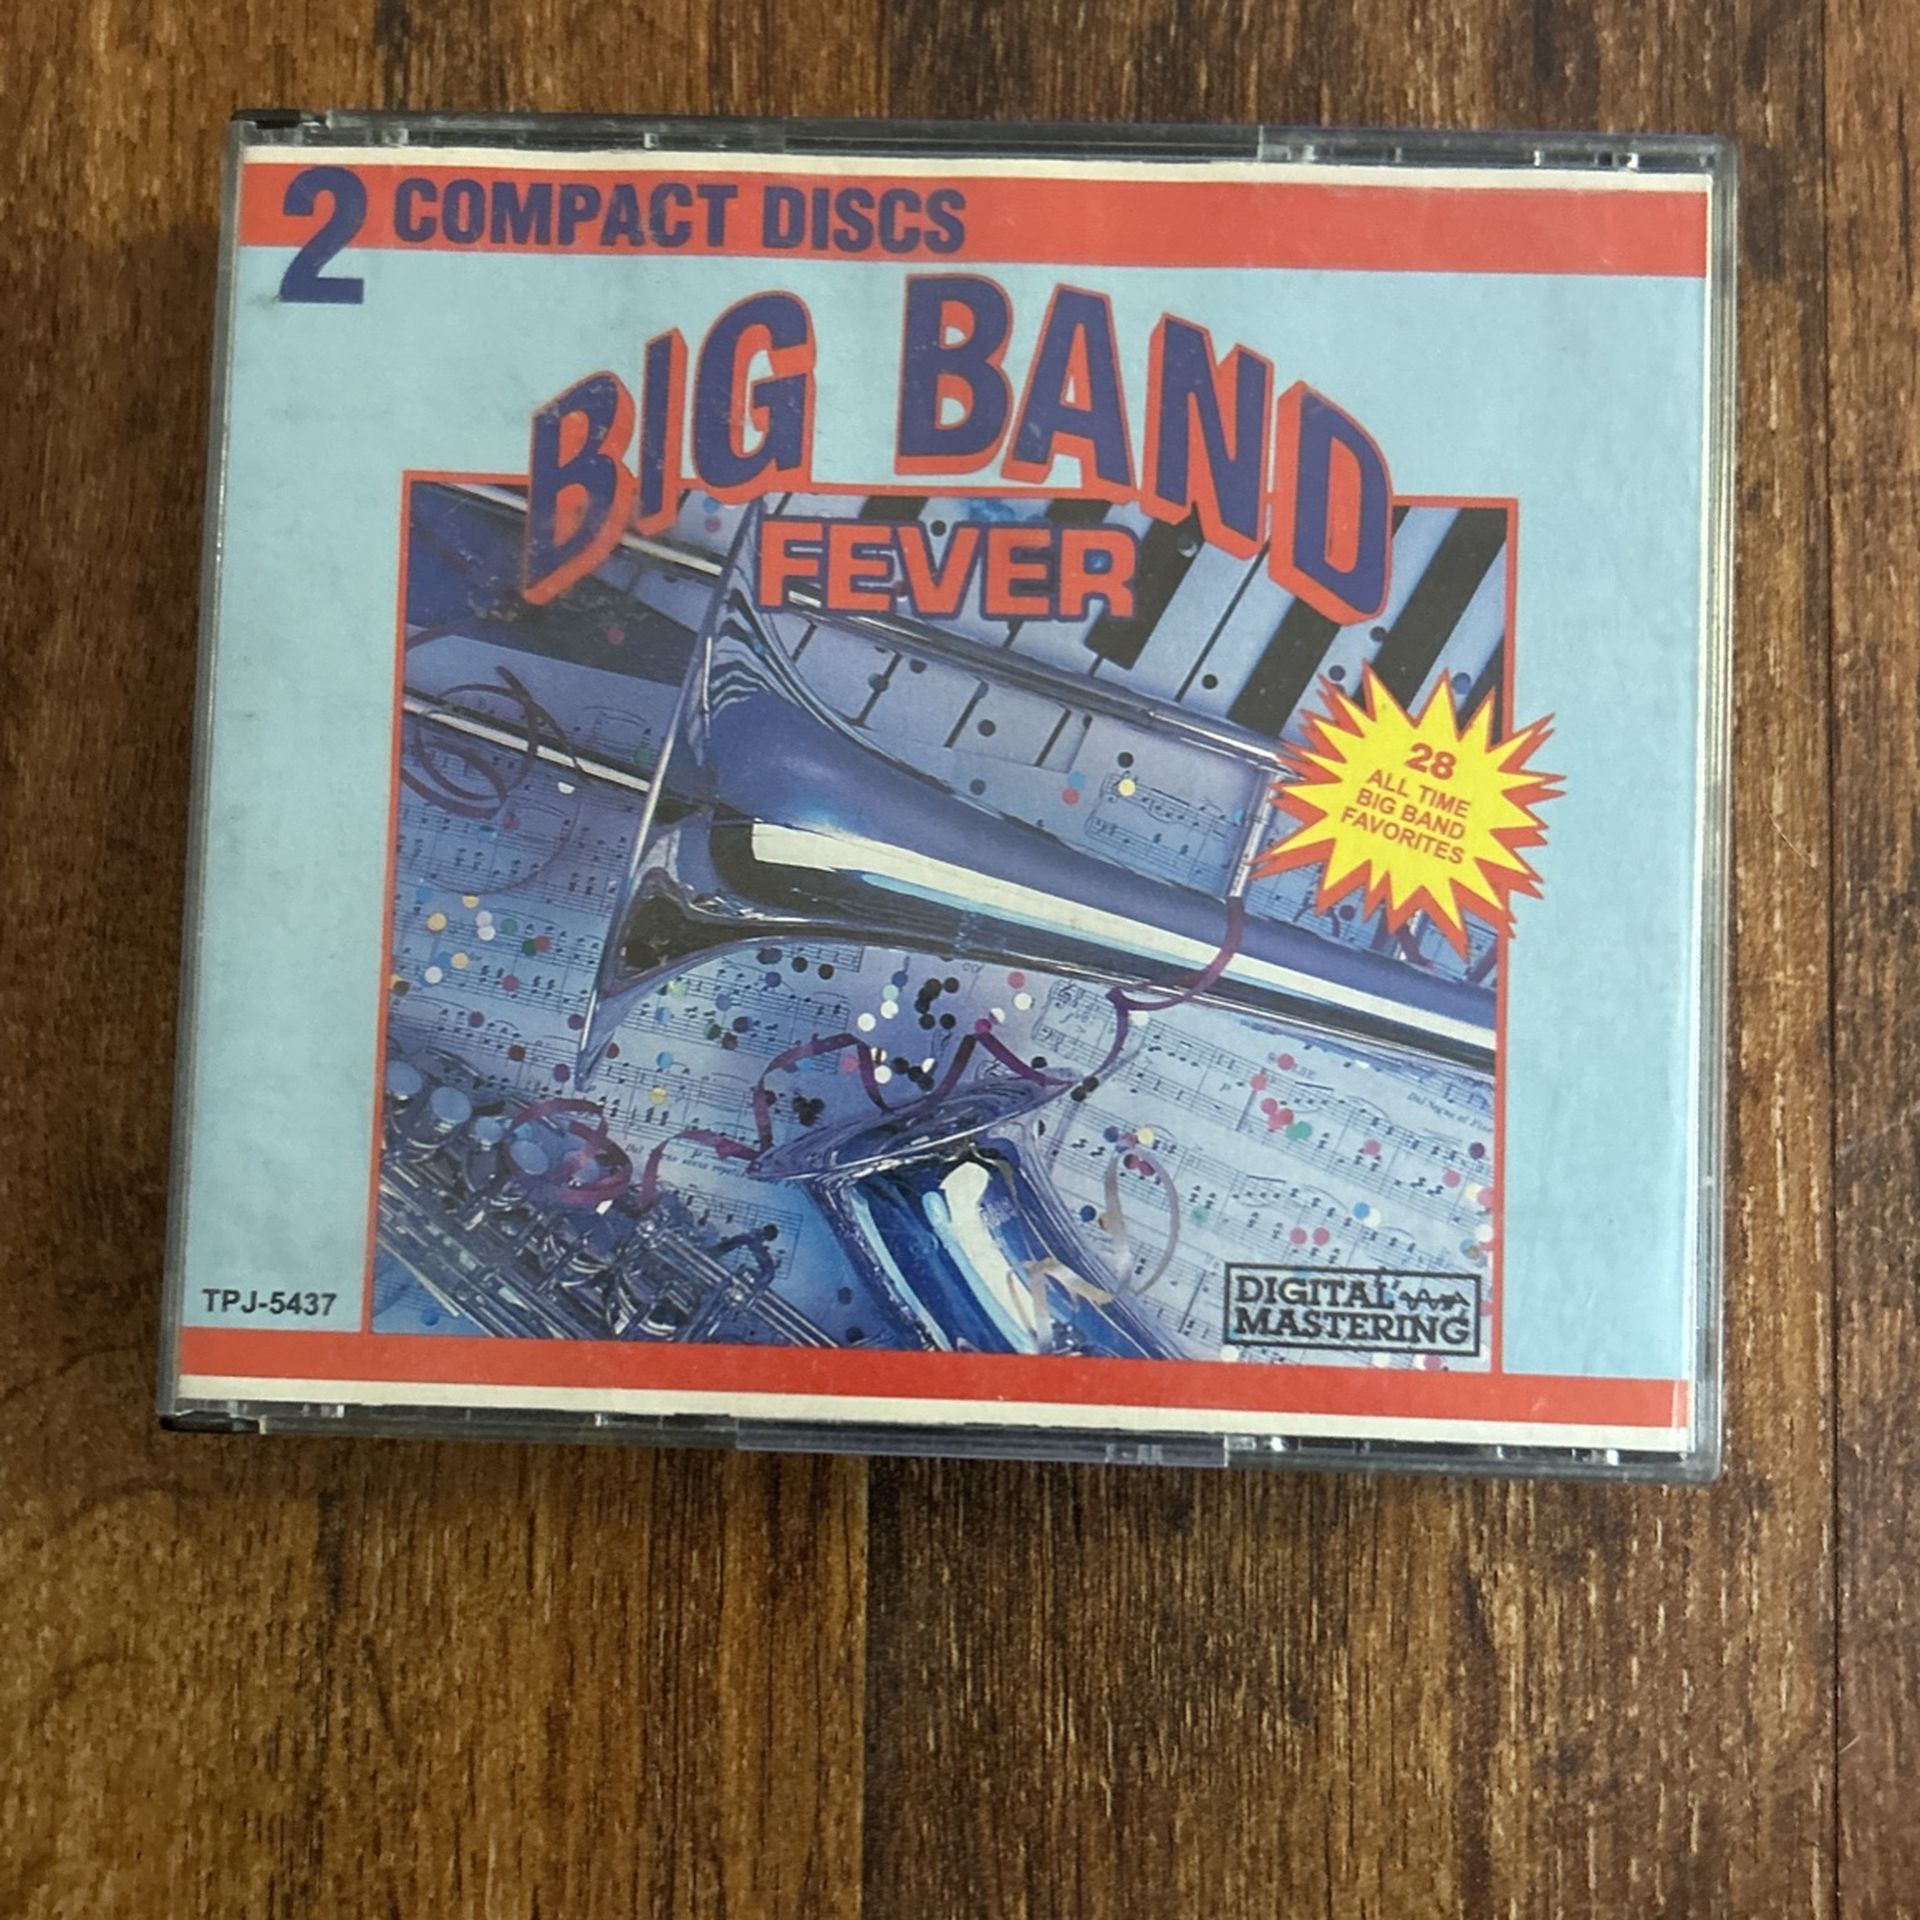 2 COMPACT DISCS
BIG BAND
FEVER
28
ALL TIME
BIG BAND
FAVORITES
TPJ-5437
DIGITAL
MASTERING